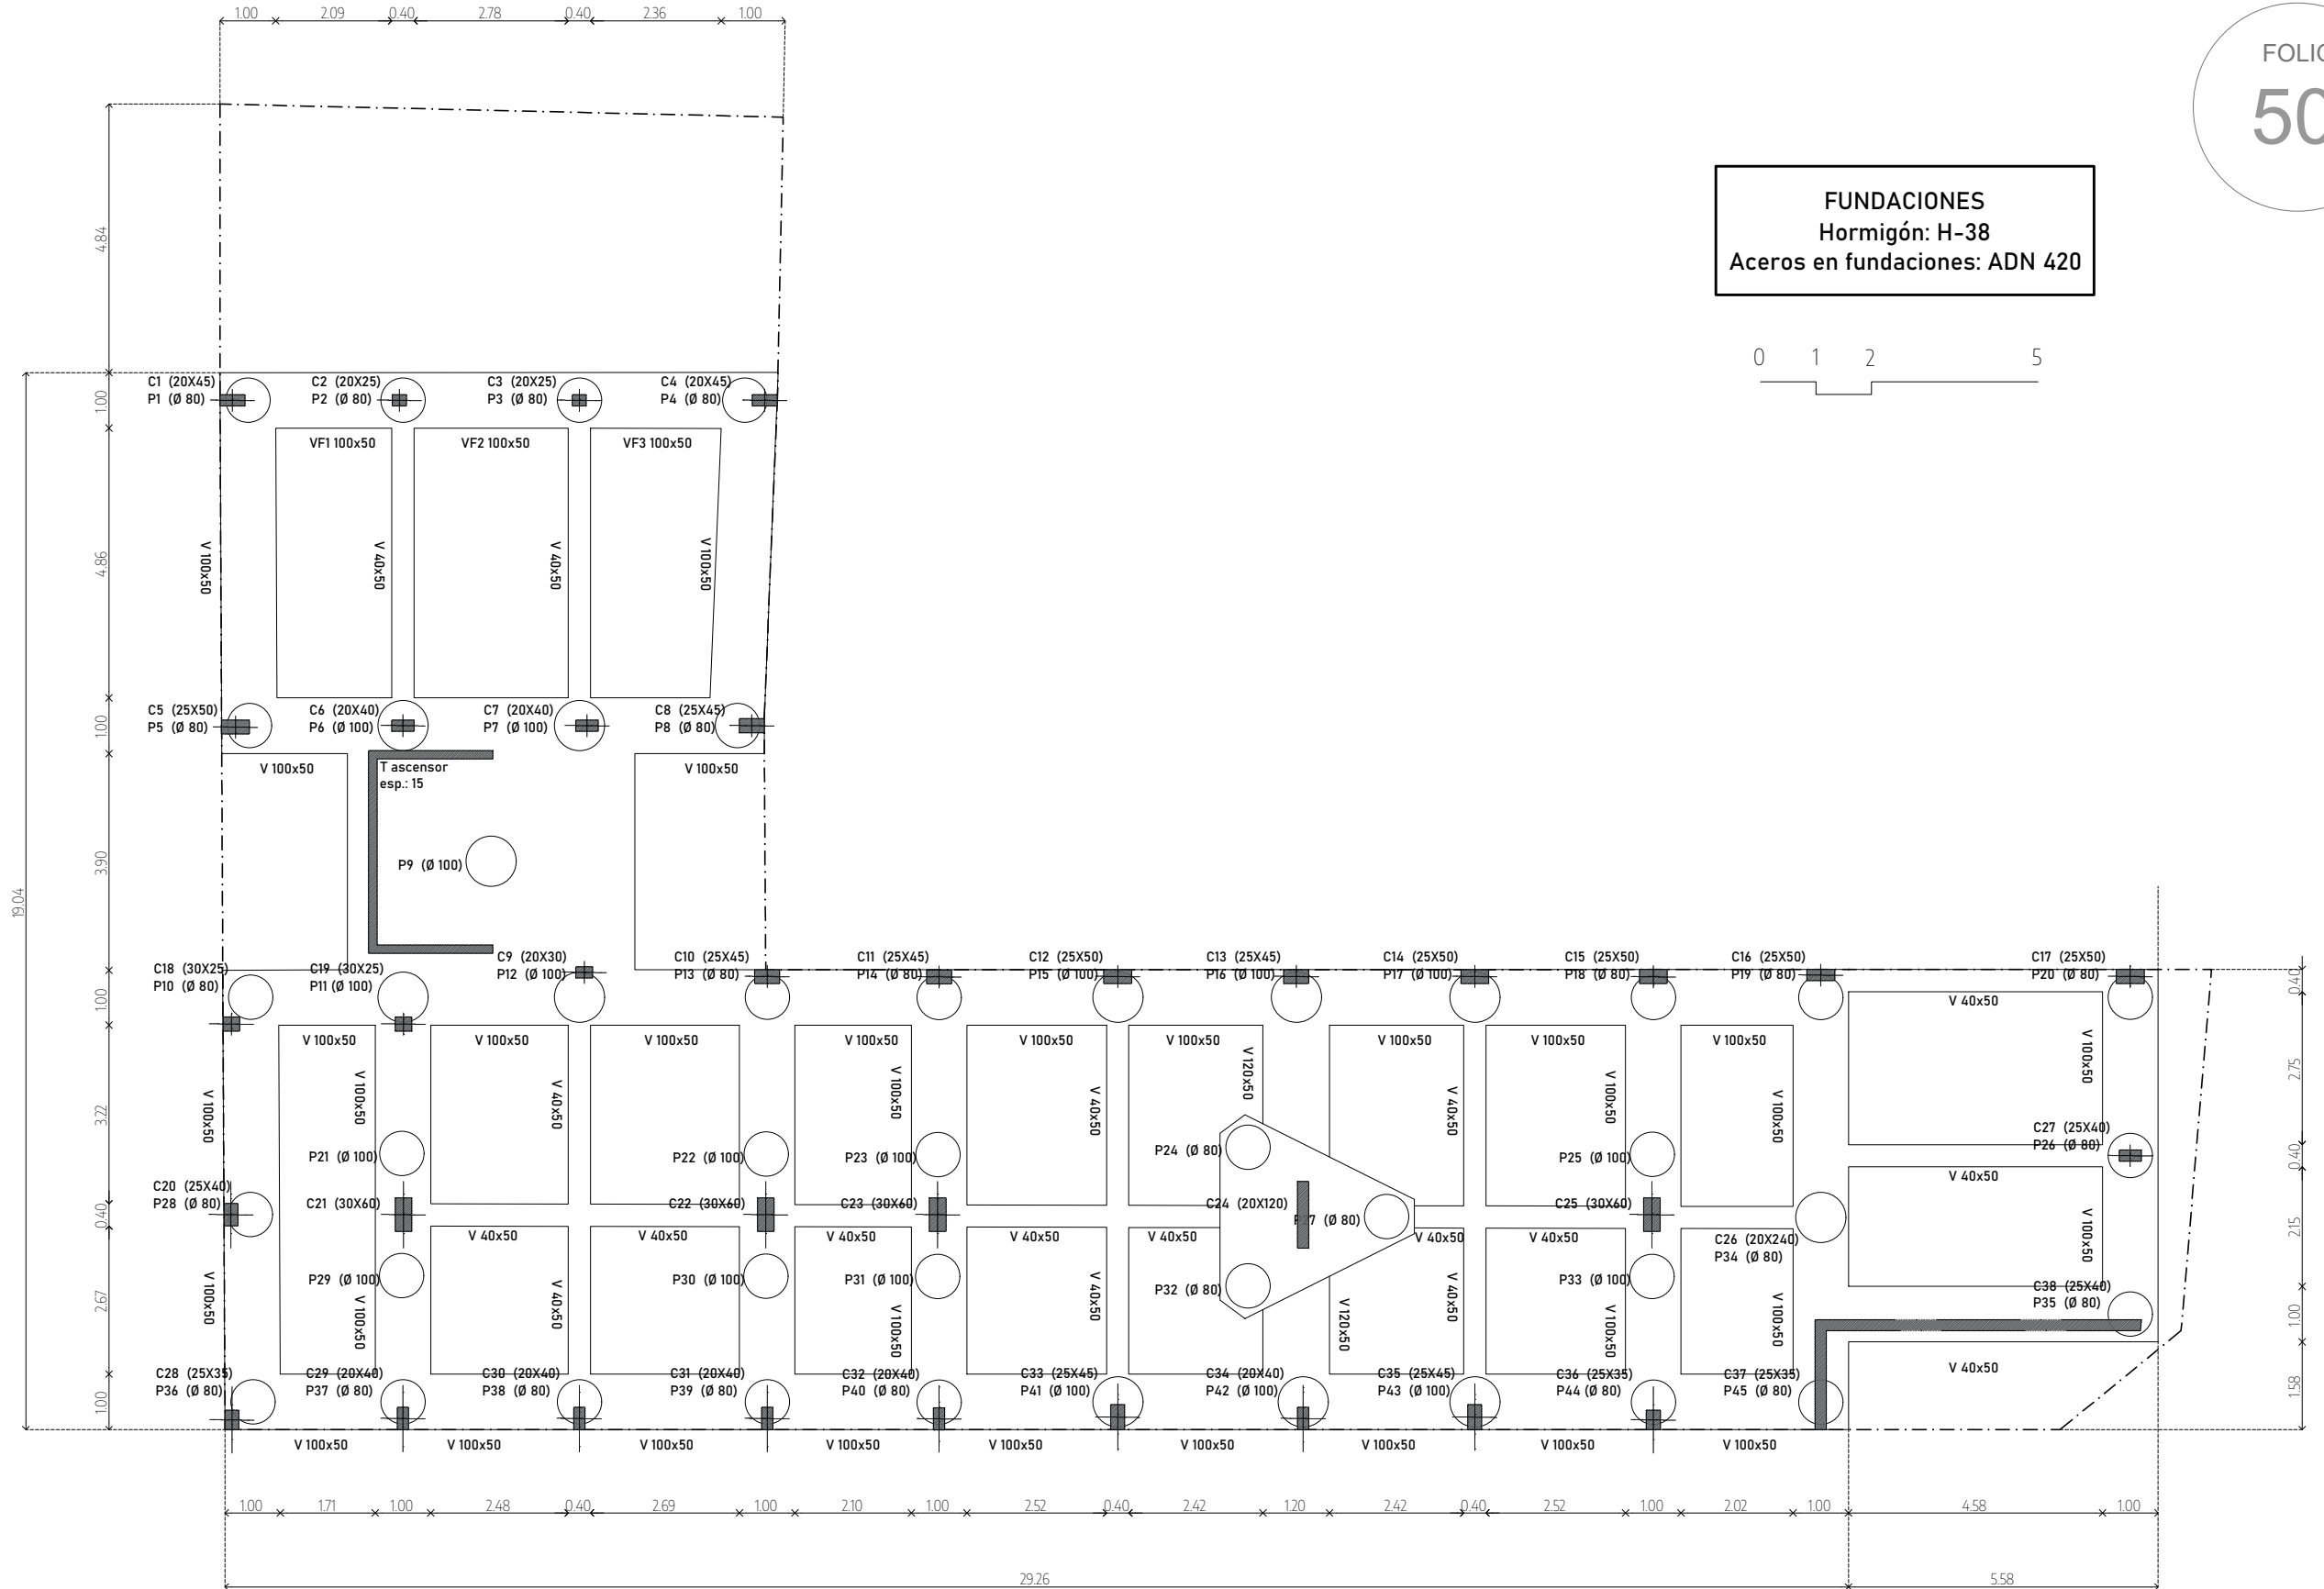 1.00 2.09 0.40 2.78 0.40 2.36 1.00
FOLIO
50
FUNDACIONES
Hormigón: H-38
Aceros en fundaciones: ADN 420
0 1 2 5
4.84
1.00
4.86
1.00
3.90
1.00
3.22
0.40
2.67
1.00
19.04
C1 (20X45)
P1 (Ø 80)
C2 (20X25)
P2 (Ø 80)
C3 (20X25)
P3 (Ø 80)
C4 (20X45)
P4 (Ø 80)
VF1 100x50
VF2 100x50
VF3 100x50
V 100x50
V 40x50
V 40x50
V 100x50
C5 (25X50)
P5 (Ø 80)
C6 (20X40)
P6 (Ø 100)
C7 (20X40)
P7 (Ø 100)
C8 (25X45)
P8 (Ø 80)
V 100x50
T ascensor
esp.: 15
V 100x50
P9 (Ø 100)
C18 (30X25)
P10 (Ø 80)
C19 (30X25)
P11 (Ø 100)
C9 (20X30)
P12 (Ø 100)
C10 (25X45)
P13 (Ø 80)
C11 (25X45)
P14 (Ø 80)
C12 (25X50)
P15 (Ø 100)
C13 (25X45)
P16 (Ø 100)
C14 (25X50)
P17 (Ø 100)
C15 (25X50)
P18 (Ø 80)
C16 (25X50)
P19 (Ø 80)
C17 (25X50)
P20 (Ø 80)
V 40x50
V 100x50
V 100x50
V 100x50
V 100x50
V 100x50
V 100x50
V 100x50
V 100x50
V 100x50
V 100x50
V 100x50
V 40x50
V 100x50
V 40x50
V 120x50
V 40x50
V 100x50
V 100x50
V 100x50
P21 (Ø 100)
P22 (Ø 100)
P23 (Ø 100)
P24 (Ø 80)
P25 (Ø 100)
C27 (25X40)
P26 (Ø 80)
V 40x50
C20 (25X40)
P28 (Ø 80)
C21 (30X60)
C22 (30X60)
C23 (30X60)
C24 (20X120)
P27 (Ø 80)
C25 (30X60)
C26 (20X240)
P34 (Ø 80)
V 40x50
V 40x50
V 40x50
V 40x50
V 40x50
V 40x50
V 40x50
V 100x50
P29 (Ø 100)
P30 (Ø 100)
P31 (Ø 100)
P32 (Ø 80)
P33 (Ø 100)
C38 (25X40)
P35 (Ø 80)
V 100x50
V 100x50
V 40x50
V 100x50
V 40x50
V 120x50
V 40x50
V 100x50
V 100x50
V 40x50
C28 (25X35)
P36 (Ø 80)
C29 (20X40)
P37 (Ø 80)
C30 (20X40)
P38 (Ø 80)
C31 (20X40)
P39 (Ø 80)
C32 (20X40)
P40 (Ø 80)
C33 (25X45)
P41 (Ø 100)
C34 (20X40)
P42 (Ø 100)
C35 (25X45)
P43 (Ø 100)
C36 (25X35)
P44 (Ø 80)
C37 (25X35)
P45 (Ø 80)
V 100x50
V 100x50
V 100x50
V 100x50
V 100x50
V 100x50
V 100x50
V 100x50
V 100x50
0.40
2.75
0.40
2.15
1.00
1.58
1.00 1.71 1.00 2.48 0.40 2.69 1.00 2.10 1.00 2.52 0.40 2.42 1.20 2.42 0.40 2.52 1.00 2.02 1.00 4.58 1.00
29.26 5.58